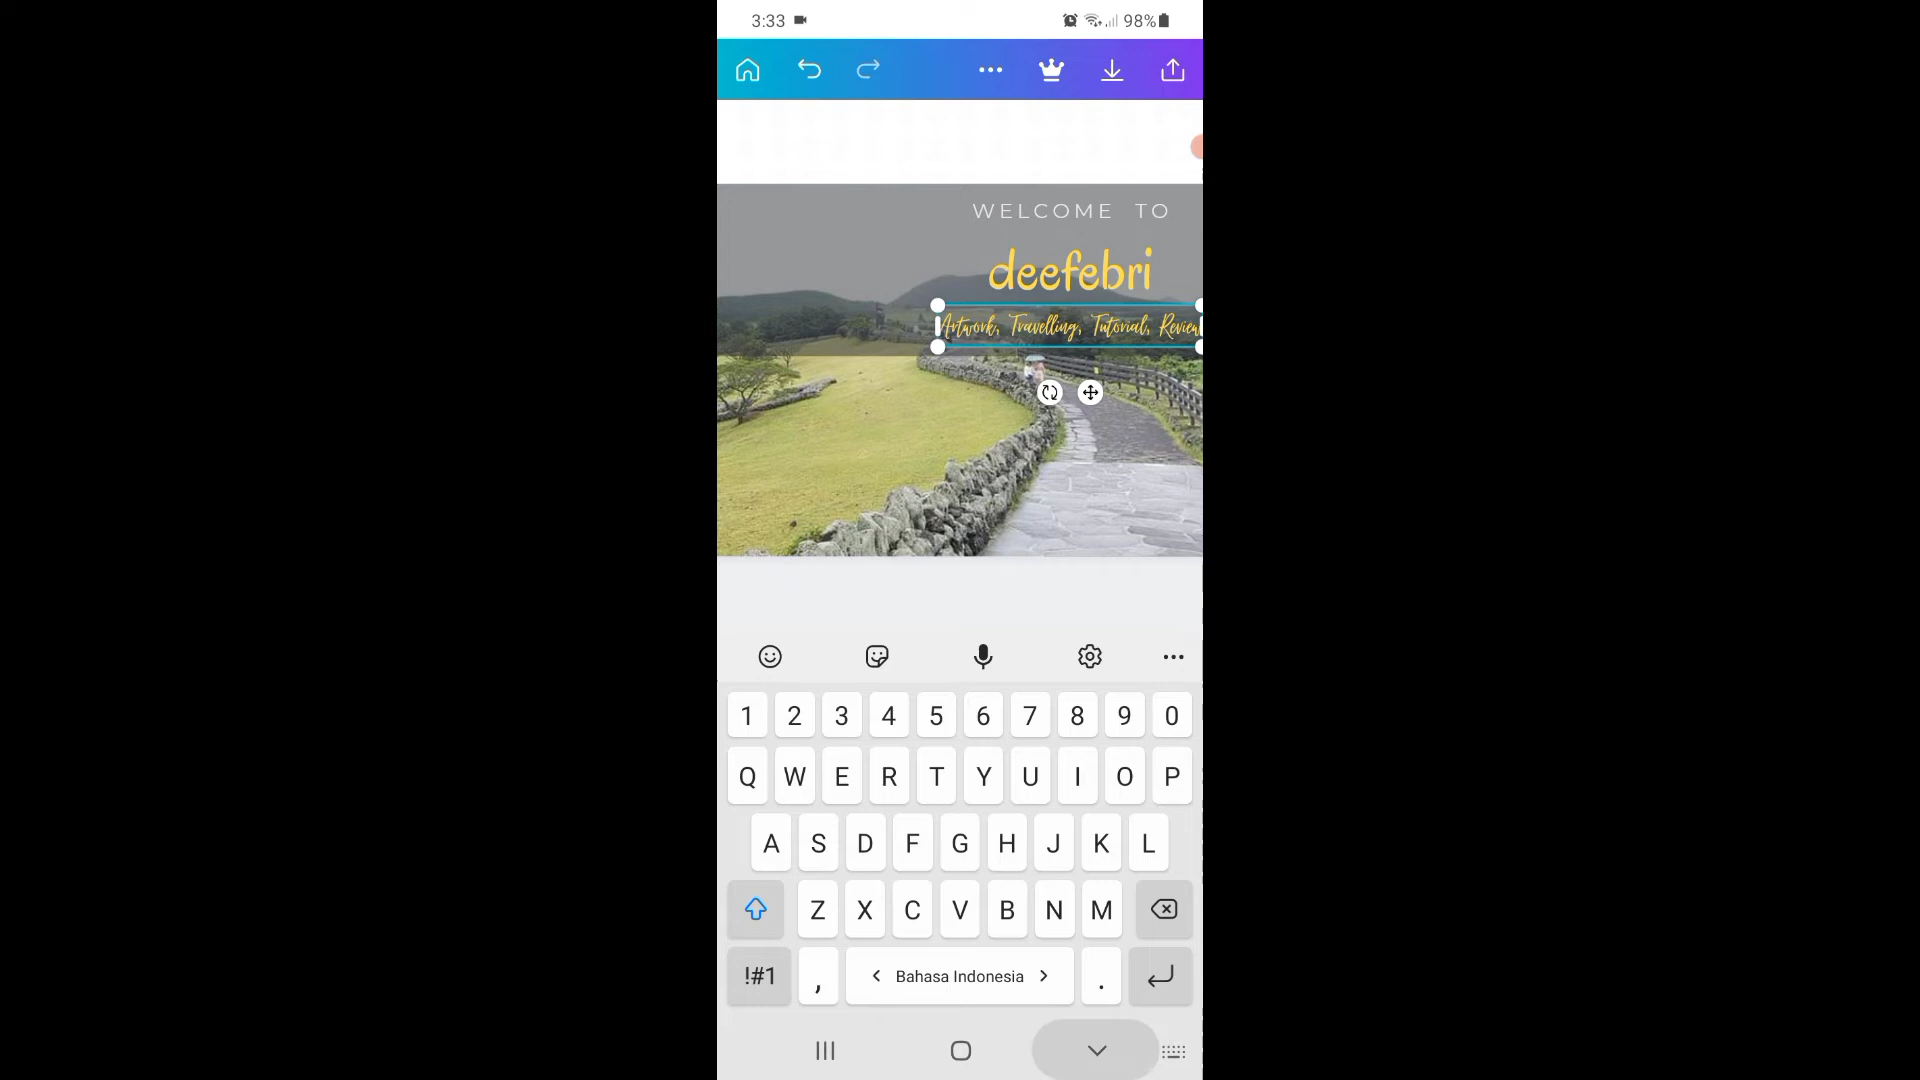 3:33 98%
WELCOME TO
deefebri
Artwork, Travelling, Tutorial, Review
1 2 3 4 5 6 7 8 9 0
Q W E R T Y U I O P
A S D F G H J K L
Z X C V B N M
!#1 , < Bahasa Indonesia > .